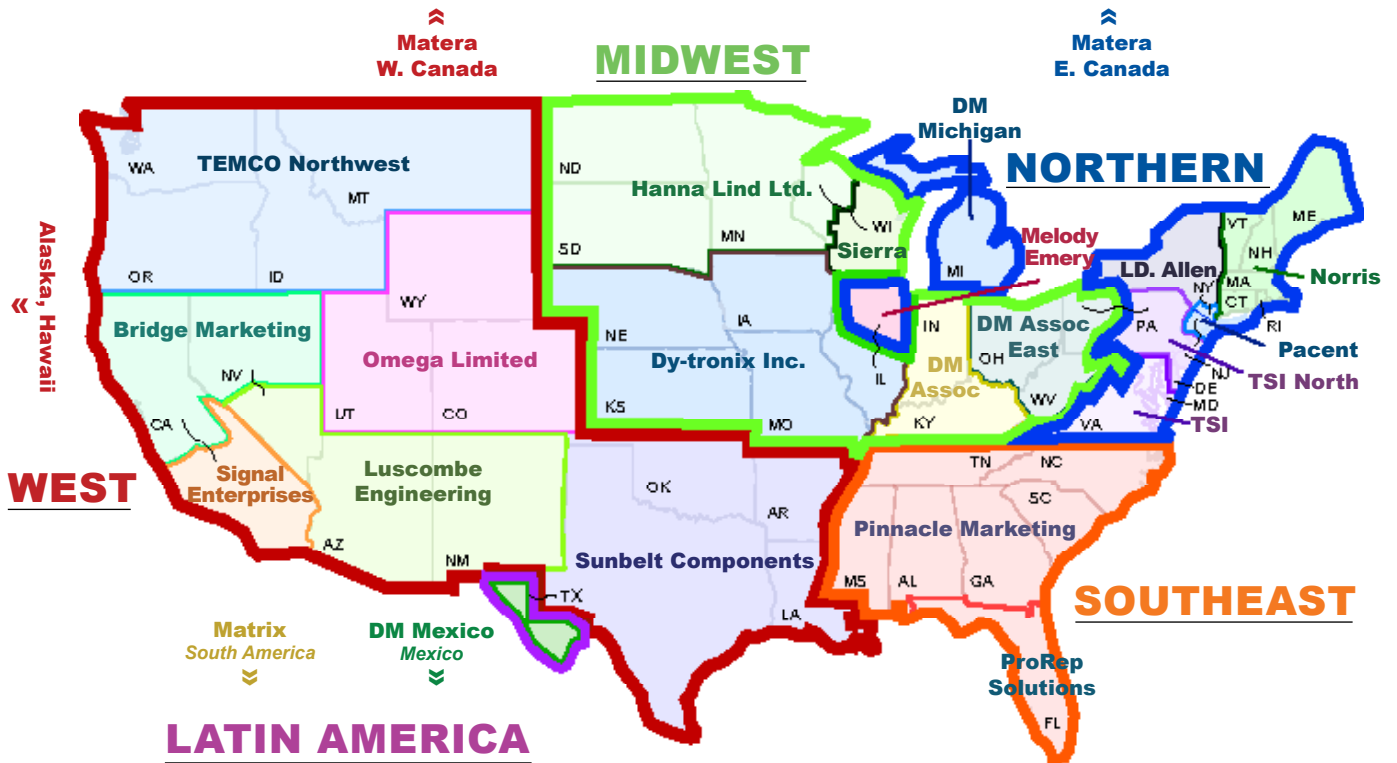 «
Matera
W. Canada
«
Matera
E. Canada
MIDWEST
DM
Michigan
NORTHERN
WA
TEMCO Northwest
MT
OR
ID
ND
Hanna Lind Ltd.
SD
MN
WI
Sierra
MI
Melody
Emery
VT
ME
NH
LD. Allen
NY
MA
CT
Norris
RI
Alaska, Hawaii
«
Bridge Marketing
NV
CA
WY
Omega Limited
UT
CO
NE
IA
Dy-tronix Inc.
KS
MO
IL
IN
DM
Assoc
KY
DM Assoc
East
OH
WV
PA
Pacent
NJ
TSI North
DE
MD
TSI
VA
WEST
Signal
Enterprises
Luscombe
Engineering
AZ
NM
OK
AR
Sunbelt Components
TX
LA
TN
NC
SC
Pinnacle Marketing
MS
AL
GA
SOUTHEAST
ProRep
Solutions
FL
Matrix
South America
«
DM Mexico
Mexico
«
LATIN AMERICA